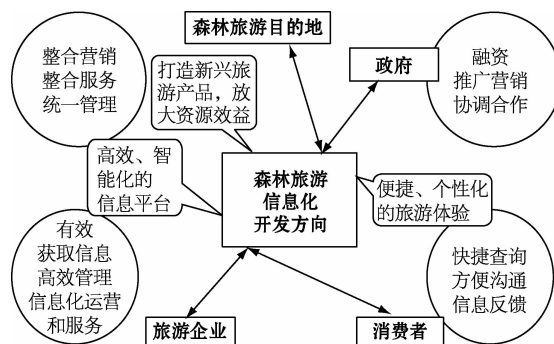 森林旅游目的地
整合营销
整合服务
统一管理
政府
融资
推广营销
协调合作
打造新兴旅
游产品，放
大资源效益
高效、智
能化的
信息平台
森林旅游
信息化
开发方向
便捷、个性化
的旅游体验
有效
获取信息
高效管理
信息化运营
和服务
快捷查询
方便沟通
信息反馈
旅游企业
消费者